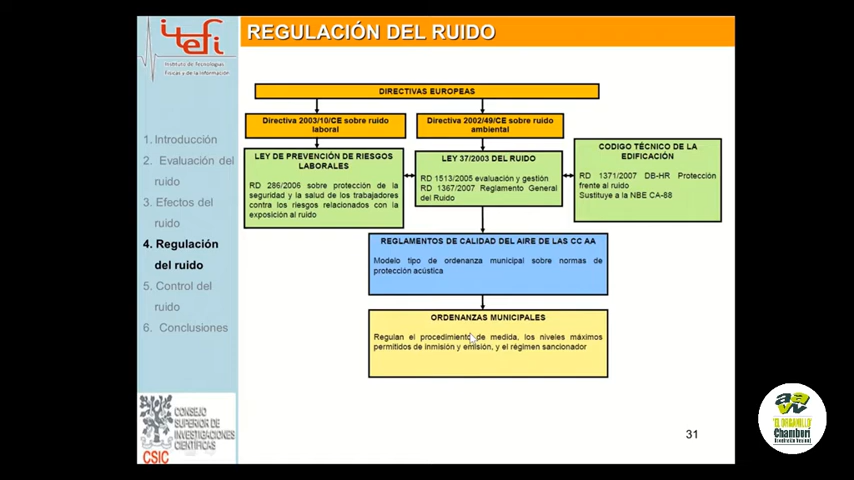 itefi
Instituto de Tecnologías
Físicas y de la Información
REGULACIÓN DEL RUIDO
1. Introducción
2. Evaluación del
ruido
3. Efectos del
ruido
4. Regulación
del ruido
5. Control del
ruido
6. Conclusiones
DIRECTIVAS EUROPEAS
Directiva 2003/10/CE sobre ruido
laboral
Directiva 2002/49/CE sobre ruido
ambiental
LEY DE PREVENCIÓN DE RIESGOS
LABORALES
RD 286/2006 sobre protección de la
seguridad y la salud de los trabajadores
contra los riesgos relacionados con la
exposición al ruido
LEY 37/2003 DEL RUIDO
RD 1513/2005 evaluación y gestión
RD 1367/2007 Reglamento General
del Ruido
CODIGO TÉCNICO DE LA
EDIFICACIÓN
RD 1371/2007 DB-HR Protección
frente al ruido
Sustituye a la NBE CA-88
REGLAMENTOS DE CALIDAD DEL AIRE DE LAS CC AA
Modelo tipo de ordenanza municipal sobre normas de
protección acústica
ORDENANZAS MUNICIPALES
Regulan el procedimiento de medida, los niveles máximos
permitidos de inmisión y emisión, y el régimen sancionador
CONSEJO
SUPERIOR DE
INVESTIGACIONES
CIENTÍFICAS
CSIC
31
"EL ORGANILLO"
Chamberí